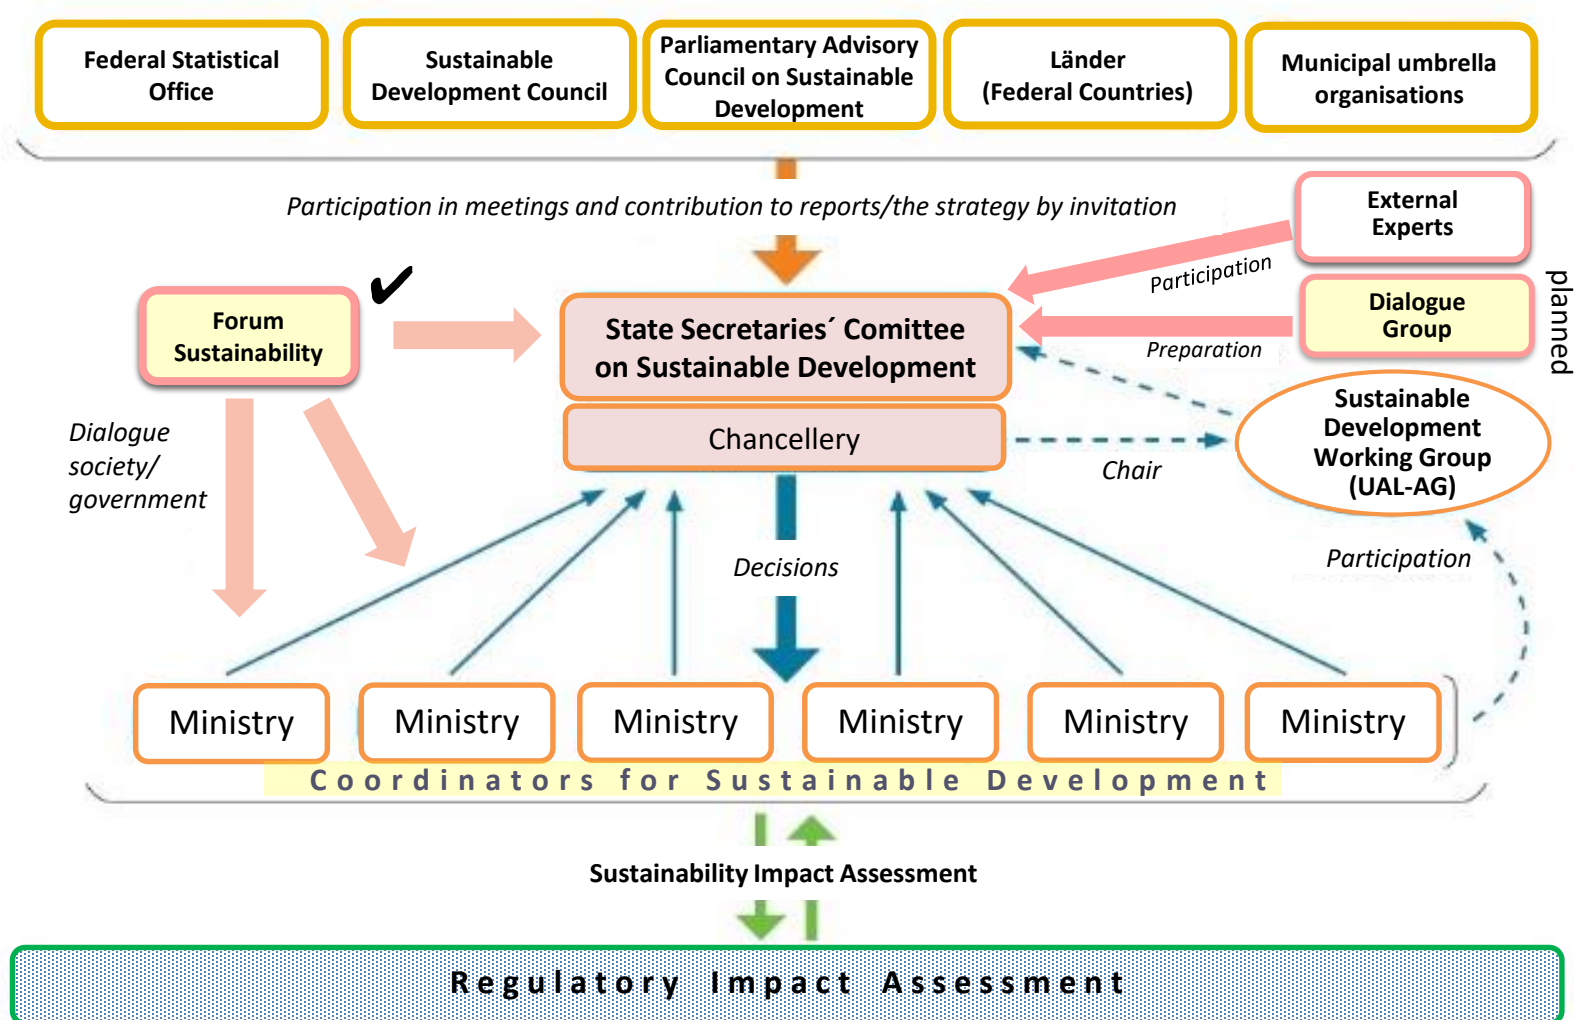 Federal Statistical
Office
Sustainable
Development Council
Parliamentary Advisory
Council on Sustainable
Development
Länder
(Federal Countries)
Municipal umbrella
organisations
Participation in meetings and contribution to reports/the strategy by invitation
External
Experts
Participation
Dialogue
Group
Preparation
planned
Forum
Sustainability
State Secretaries´ Comittee
on Sustainable Development
Chancellery
Chair
Sustainable
Development
Working Group
(UAL-AG)
Dialogue
society/
government
Decisions
Participation
Ministry
Ministry
Ministry
Ministry
Ministry
Ministry
Coordinators for Sustainable Development
Sustainability Impact Assessment
Regulatory Impact Assessment